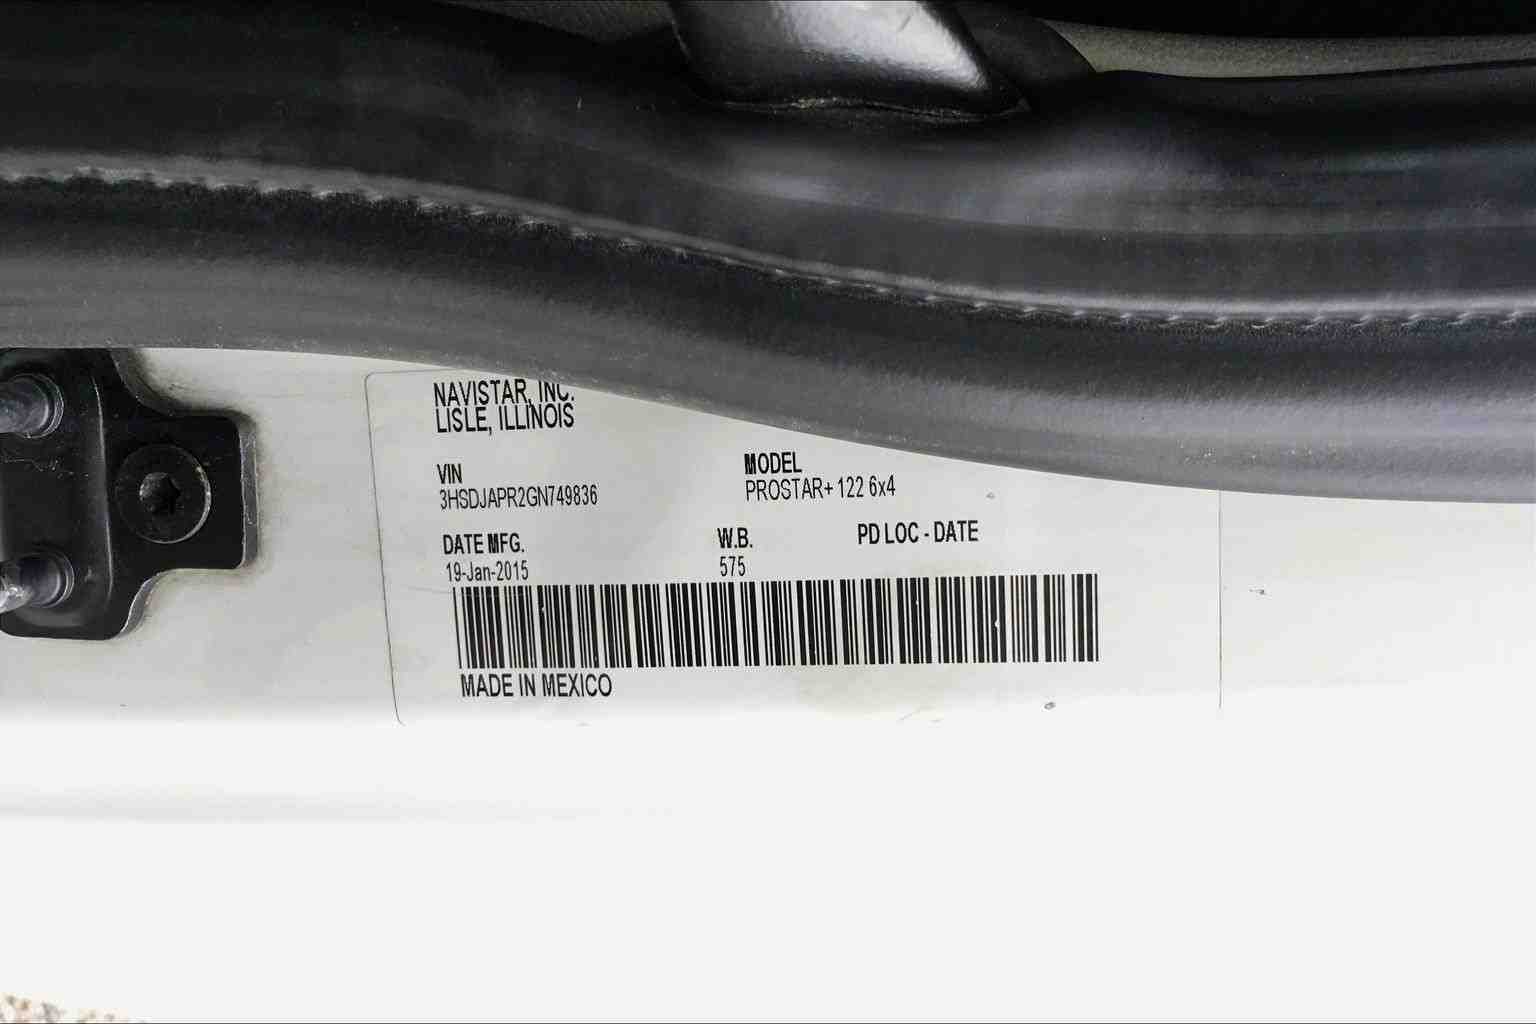 NAVISTAR, INC.
LISLE, ILLINOIS
VIN
3HSDJAPR2GN749836
MODEL
PROSTAR+ 122 6x4
DATE MFG.
19-Jan-2015
W.B.
575
PD LOC - DATE
MADE IN MEXICO